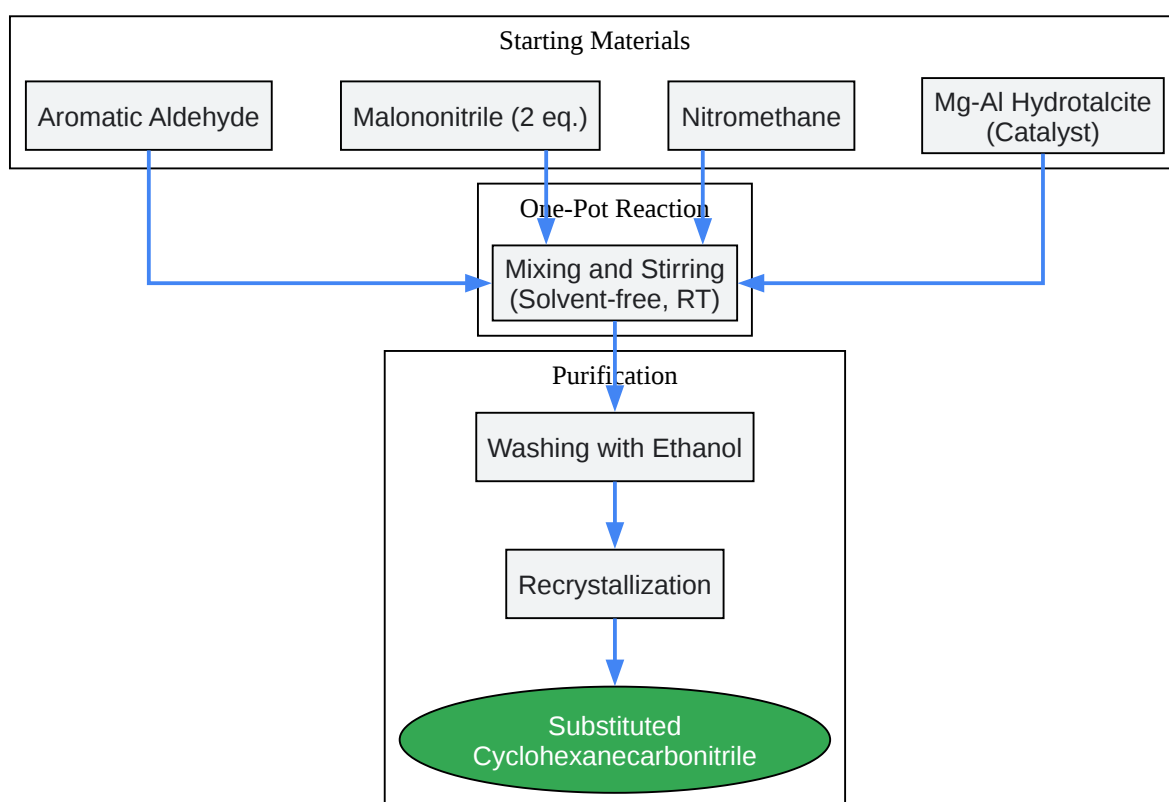 Starting Materials
Aromatic Aldehyde
Malononitrile (2 eq.)
Nitromethane
Mg-Al Hydrotalcite
(Catalyst)
One-Pot Reaction
Mixing and Stirring
(Solvent-free, RT)
Purification
Washing with Ethanol
Recrystallization
Substituted
Cyclohexanecarbonitrile